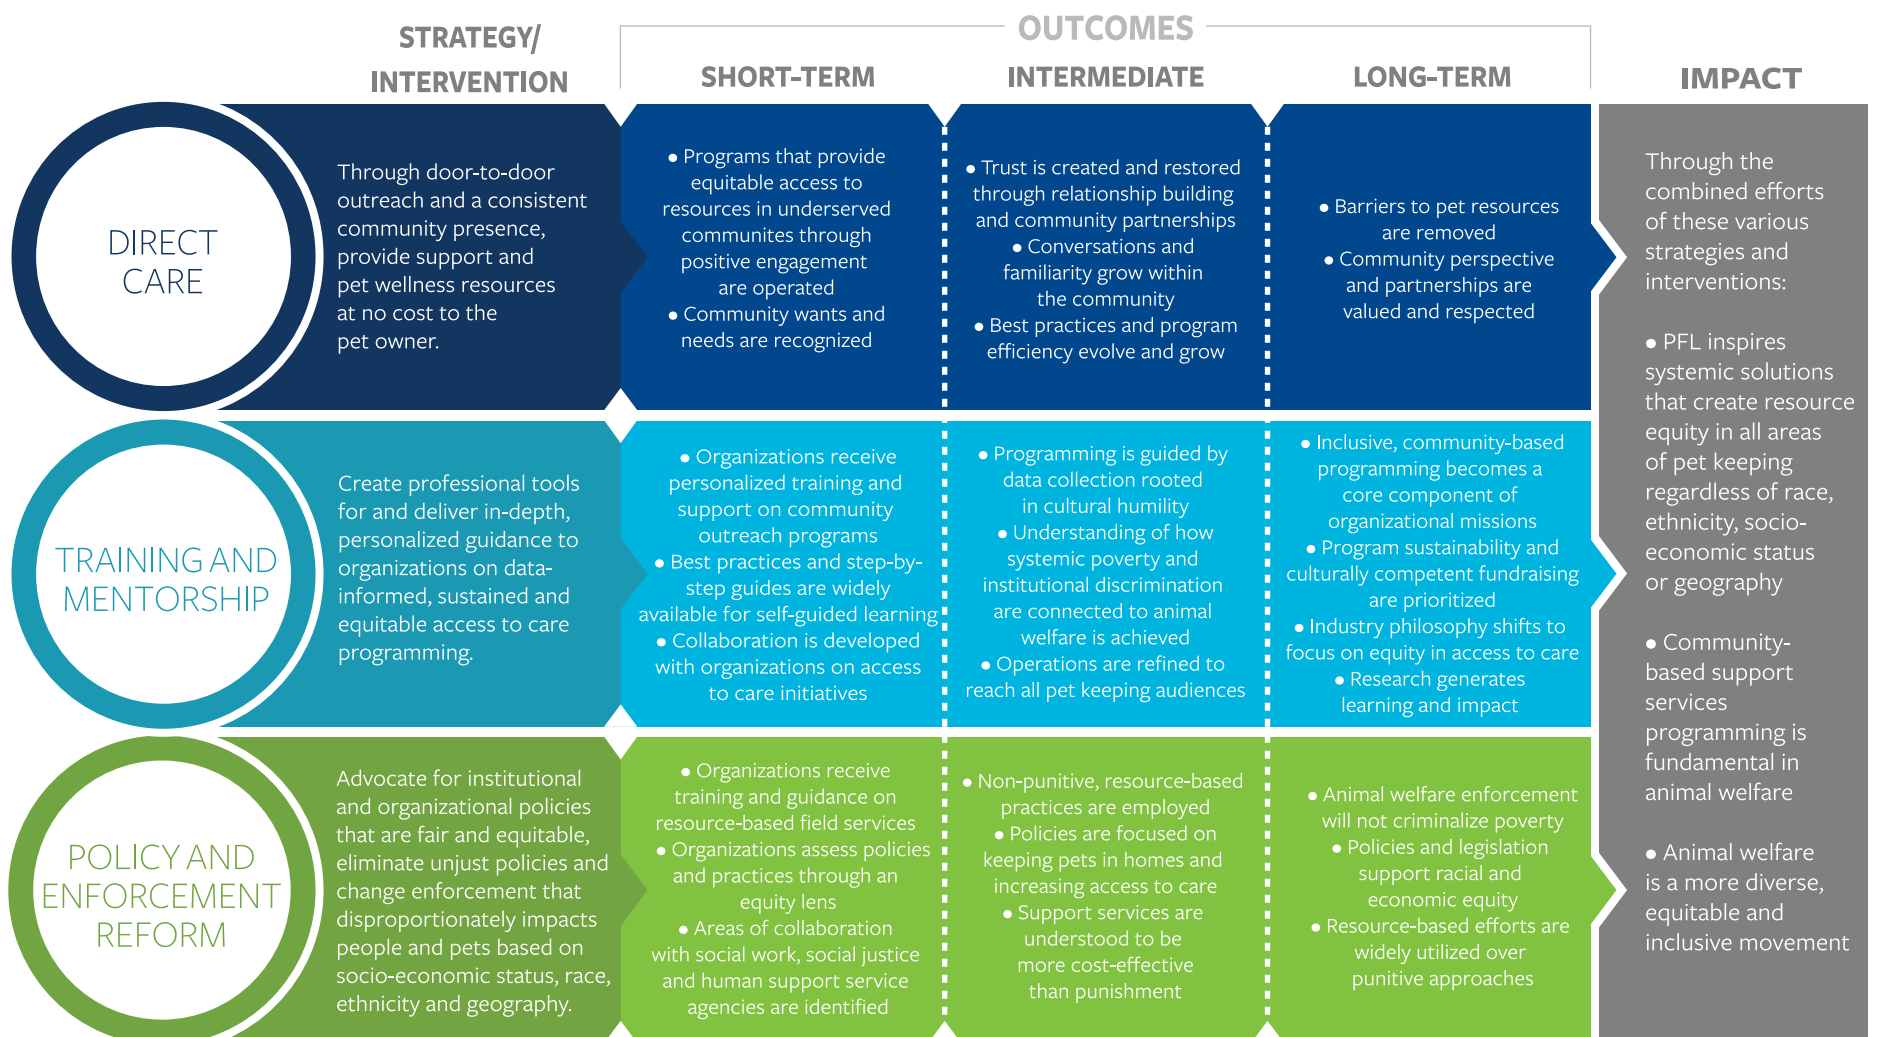 STRATEGY/
INTERVENTION
OUTCOMES
SHORT-TERM
INTERMEDIATE
LONG-TERM
IMPACT
DIRECT
CARE
Through door-to-door
outreach and a consistent
community presence,
provide support and
pet wellness resources
at no cost to the
pet owner.
● Programs that provide
equitable access to
resources in underserved
communites through
positive engagement
are operated
● Community wants and
needs are recognized
● Trust is created and restored
through relationship building
and community partnerships
● Conversations and
familiarity grow within
the community
● Best practices and program
efficiency evolve and grow
● Barriers to pet resources
are removed
● Community perspective
and partnerships are
valued and respected
TRAINING AND
MENTORSHIP
Create professional tools
for and deliver in-depth,
personalized guidance to
organizations on data-
informed, sustained and
equitable access to care
programming.
● Organizations receive
personalized training and
support on community
outreach programs
● Best practices and step-by-
step guides are widely
available for self-guided learning
● Collaboration is developed
with organizations on access
to care initiatives
● Programming is guided by
data collection rooted
in cultural humility
● Understanding of how
systemic poverty and
institutional discrimination
are connected to animal
welfare is achieved
● Operations are refined to
reach all pet keeping audiences
● Inclusive, community-based
programming becomes a
core component of
organizational missions
● Program sustainability and
culturally competent fundraising
are prioritized
● Industry philosophy shifts to
focus on equity in access to care
● Research generates
learning and impact
POLICY AND
ENFORCEMENT
REFORM
Advocate for institutional
and organizational policies
that are fair and equitable,
eliminate unjust policies and
change enforcement that
disproportionately impacts
people and pets based on
socio-economic status, race,
ethnicity and geography.
● Organizations receive
training and guidance on
resource-based field services
● Organizations assess policies
and practices through an
equity lens
● Areas of collaboration
with social work, social justice
and human support service
agencies are identified
● Non-punitive, resource-based
practices are employed
● Policies are focused on
keeping pets in homes and
increasing access to care
● Support services are
understood to be
more cost-effective
than punishment
● Animal welfare enforcement
will not criminalize poverty
● Policies and legislation
support racial and
economic equity
● Resource-based efforts are
widely utilized over
punitive approaches
Through the
combined efforts
of these various
strategies and
interventions:
● PFL inspires
systemic solutions
that create resource
equity in all areas
of pet keeping
regardless of race,
ethnicity, socio-
economic status
or geography
● Community-
based support
services
programming is
fundamental in
animal welfare
● Animal welfare
is a more diverse,
equitable and
inclusive movement